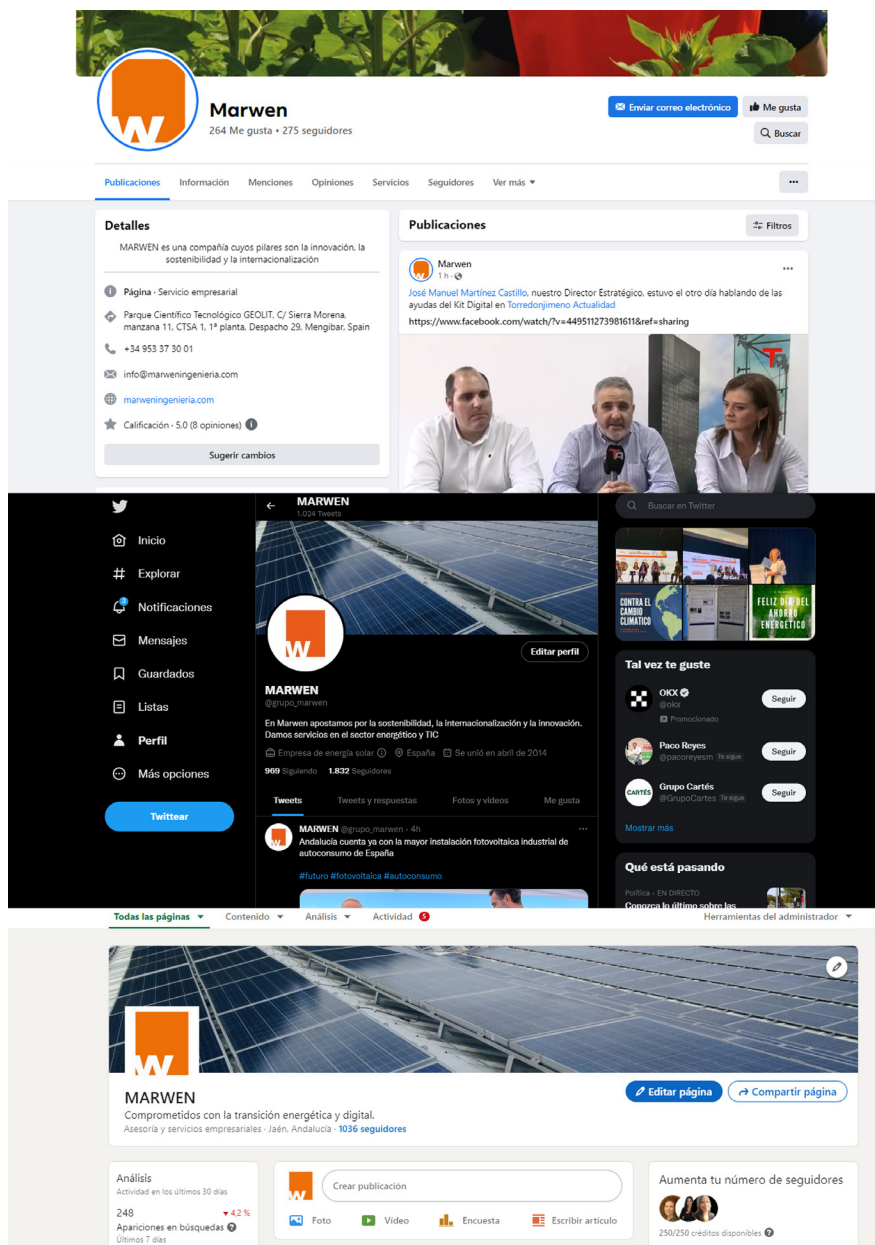 W
Marwen
264 Me gusta • 275 seguidores
Enviar correo electrónico
Me gusta
Buscar
Publicaciones Información Menciones Opiniones Servicios Seguidores Ver más
Detalles
MARWEN es una compañía cuyos pilares son la innovación, la
sostenibilidad y la internacionalización
Página · Servicio empresarial
Parque Científico Tecnológico GEOLIT, C/ Sierra Morena,
manzana 11, CTSA 1, 1ª planta, Despacho 29, Mengibar, Spain
+34 953 37 30 01
info@marweningenieria.com
marweningenieria.com
Calificación · 5,0 (8 opiniones)
Sugerir cambios
Publicaciones
Filtros
Marwen
1 h ·
José Manuel Martínez Castillo, nuestro Director Estratégico, estuvo el otro día hablando de las
ayudas del Kit Digital en Torredonjimeno Actualidad
https://www.facebook.com/watch/?v=449511273981611&ref=sharing
Inicio
Explorar
3
Notificaciones
Mensajes
Guardados
Listas
Perfil
Más opciones
Twittear
MARWEN
1.024 Tweets
W
Editar perfil
MARWEN
@grupo_marwen
En Marwen apostamos por la sostenibilidad, la internacionalización y la innovación.
Damos servicios en el sector energético y TIC
Empresa de energía solar España Se unió en abril de 2014
969 Siguiendo 1.832 Seguidores
Tweets Tweets y respuestas Fotos y vídeos Me gusta
MARWEN @grupo_marwen · 4h
Andalucía cuenta ya con la mayor instalación fotovoltaica industrial de
autoconsumo de España
#futuro #fotovoltaica #autoconsumo
Buscar en Twitter
CONTRA EL
CAMBIO
CLIMÁTICO
FELIZ DÍA DEL
AHORRO
ENERGÉTICO
Tal vez te guste
OKX
@okx
Promocionado
Seguir
Paco Reyes
@pacoreyesm Te sigue
Seguir
CARTÉS
Grupo Cartés
@GrupoCartes Te sigue
Seguir
Mostrar más
Qué está pasando
Política · EN DIRECTO
Conozca lo último sobre las
Todas las páginas Contenido Análisis Actividad 5 Herramientas del administrador
W
MARWEN
Comprometidos con la transición energética y digital.
Asesoría y servicios empresariales · Jaén, Andalucía · 1036 seguidores
Editar página
Compartir página
Análisis
Actividad en los últimos 30 días
248 4,2 %
Apariciones en búsquedas
Últimos 7 días
W
Crear publicación
Foto Vídeo Encuesta Escribir artículo
Aumenta tu número de seguidores
250/250 créditos disponibles